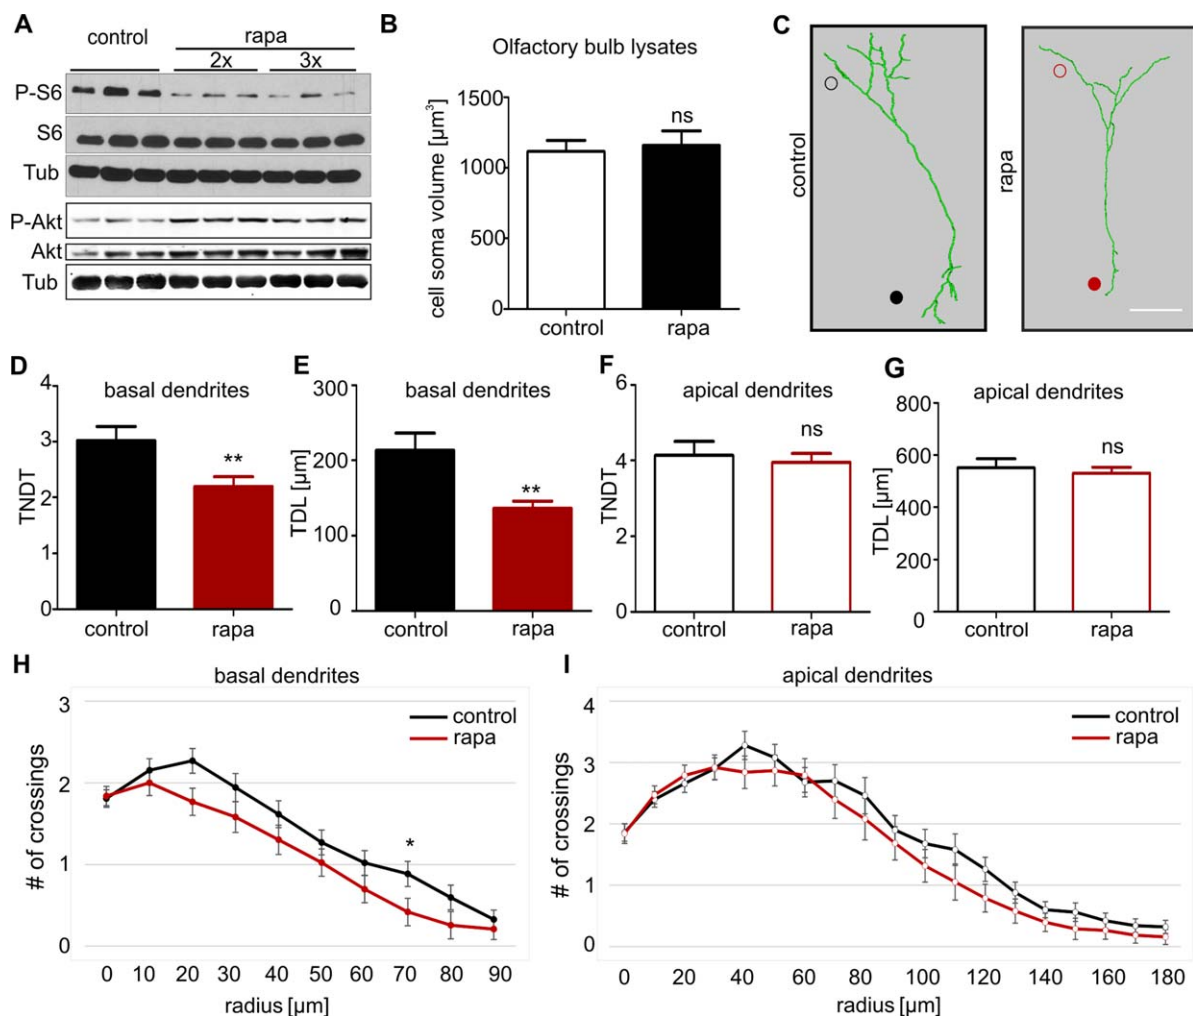 A
control
rapa
2x
3x
P-S6
S6
Tub
P-Akt
Akt
Tub
B
Olfactory bulb lysates
cell soma volume [µm³]
1500
1000
500
0
ns
control
rapa
C
control
rapa
D
basal dendrites
TNDT
4
3
2
1
0
**
control
rapa
E
basal dendrites
TDL [µm]
300
200
100
0
**
control
rapa
F
apical dendrites
TNDT
6
4
2
0
ns
control
rapa
G
apical dendrites
TDL [µm]
800
600
400
200
0
ns
control
rapa
H
basal dendrites
# of crossings
3
2
1
0
control
rapa
*
0 10 20 30 40 50 60 70 80 90
radius [µm]
I
apical dendrites
# of crossings
4
3
2
1
0
control
rapa
0 20 40 60 80 100 120 140 160 180
radius [µm]